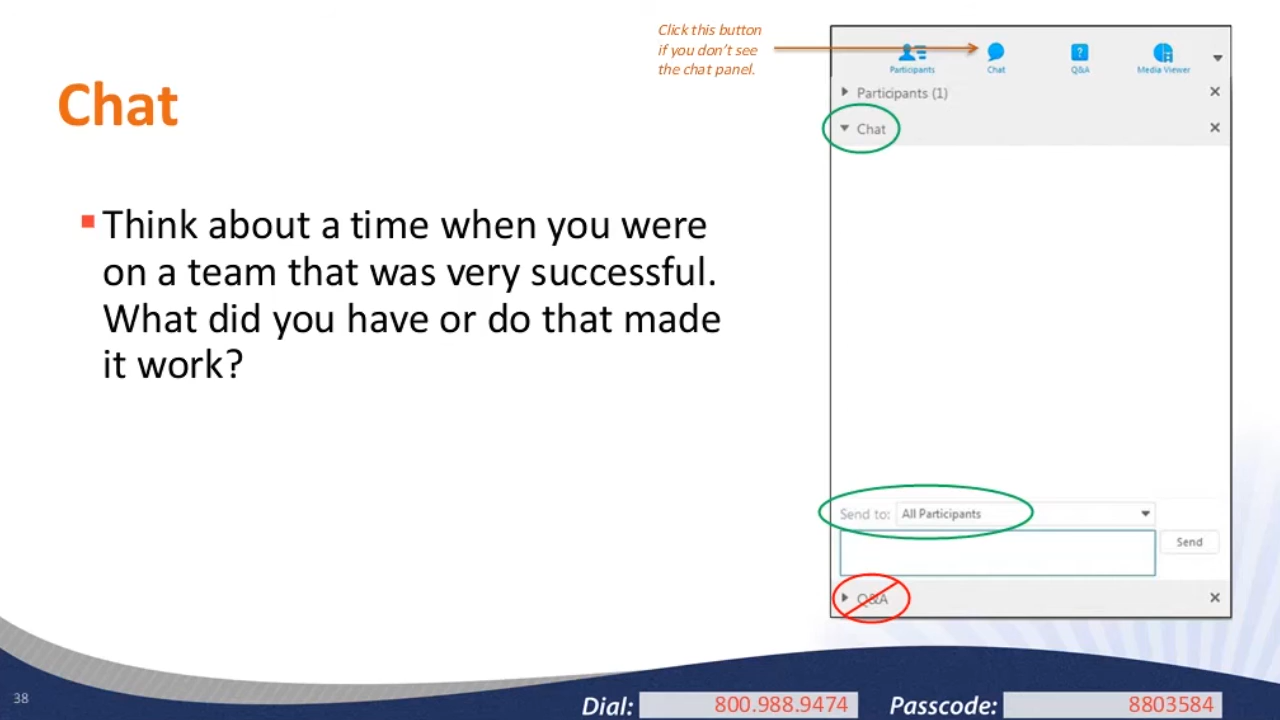 Click this button
if you don't see
the chat panel.
Chat
Think about a time when you were
on a team that was very successful.
What did you have or do that made
it work?
Participants
Chat
Q&A
Media Viewer
Participants (1)
Chat
Send to: All Participants
Send
Q&A
38
Dial: 800.988.9474 Passcode: 8803584